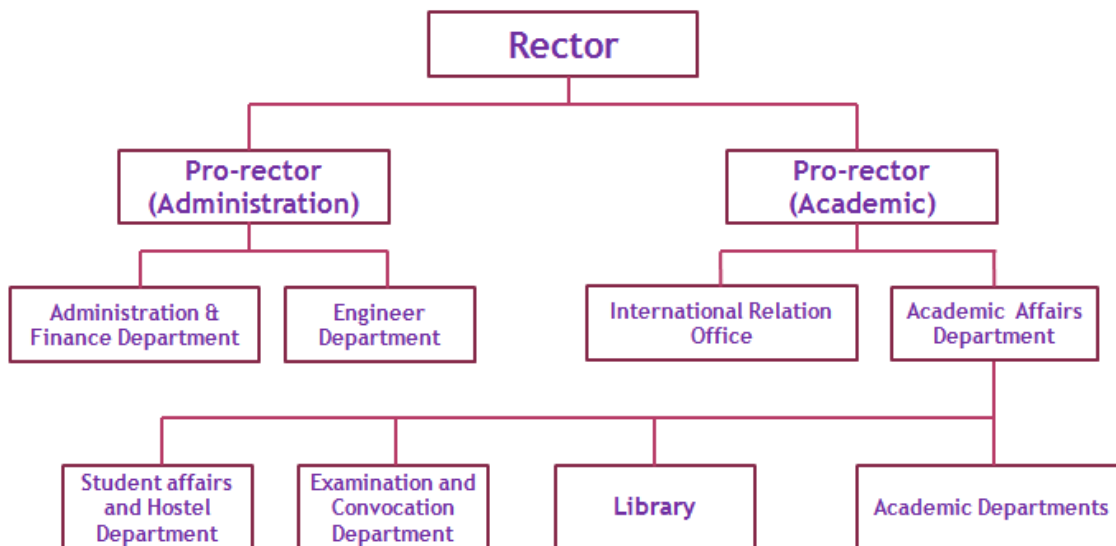 Rector
Pro-rector
(Administration)
Pro-rector
(Academic)
Administration &
Finance Department
Engineer
Department
International Relation
Office
Academic Affairs
Department
Student affairs
and Hostel
Department
Examination and
Convocation
Department
Library
Academic Departments